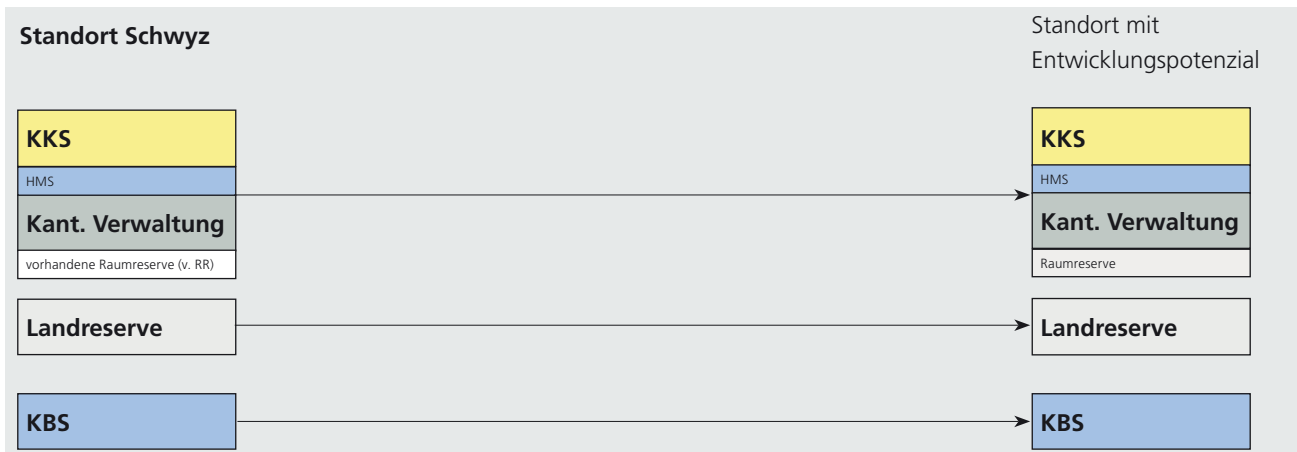 Standort Schwyz
Standort mit
Entwicklungspotenzial
KKS
HMS
Kant. Verwaltung
vorhandene Raumreserve (v. RR)
Landreserve
KBS
KKS
HMS
Kant. Verwaltung
Raumreserve
Landreserve
KBS